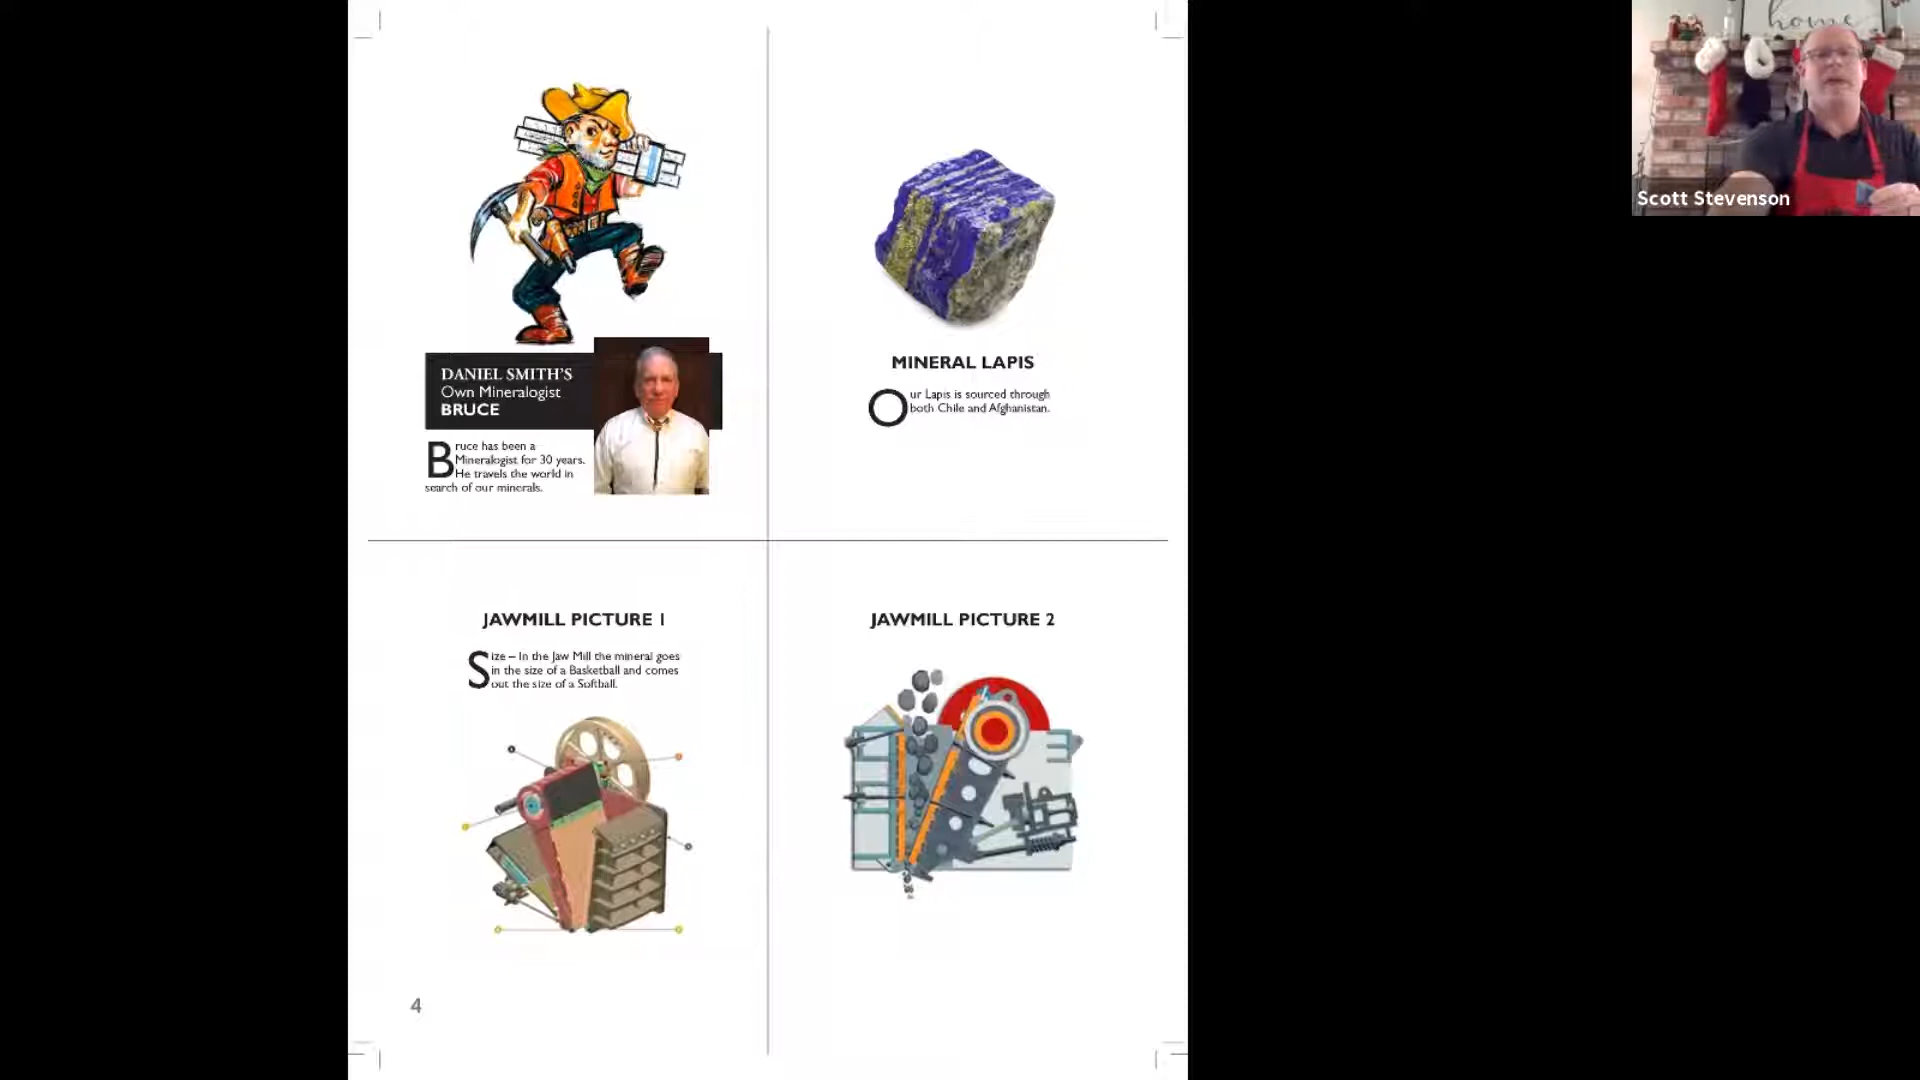 home
Scott Stevenson
DANIEL SMITH'S
Own Mineralogist
BRUCE
Bruce has been a
Mineralogist for 30 years.
He travels the world in
search of our minerals.
MINERAL LAPIS
Our Lapis is sourced through
both Chile and Afghanistan.
JAWMILL PICTURE 1
Size – In the Jaw Mill the mineral goes
in the size of a Basketball and comes
out the size of a Softball.
JAWMILL PICTURE 2
4